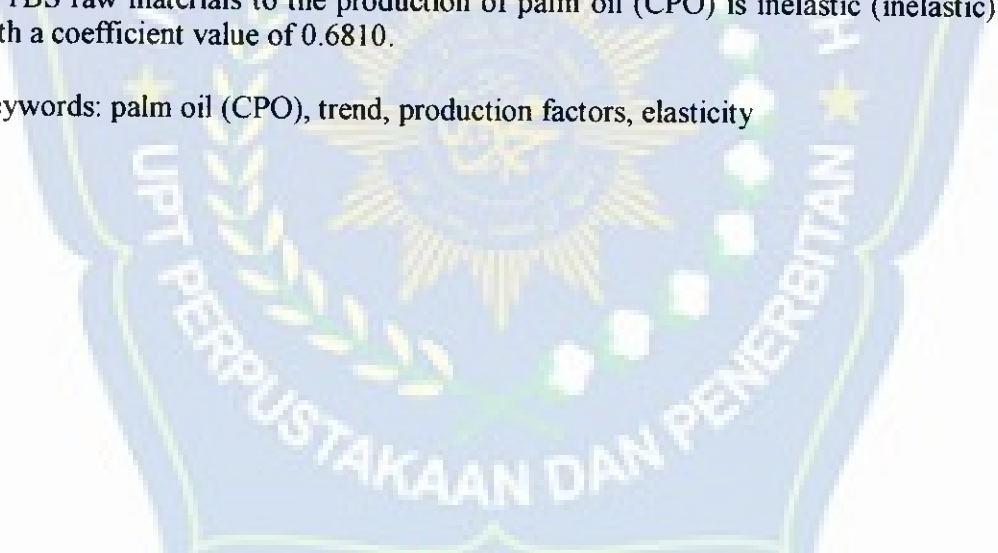 TBS raw materials to the production of palm oil (CPO) is inelastic (inelastic)
th a coefficient value of 0.6810.
eywords: palm oil (CPO), trend, production factors, elasticity
UPT PERPUSTAKAAN DAN PENERBITAN